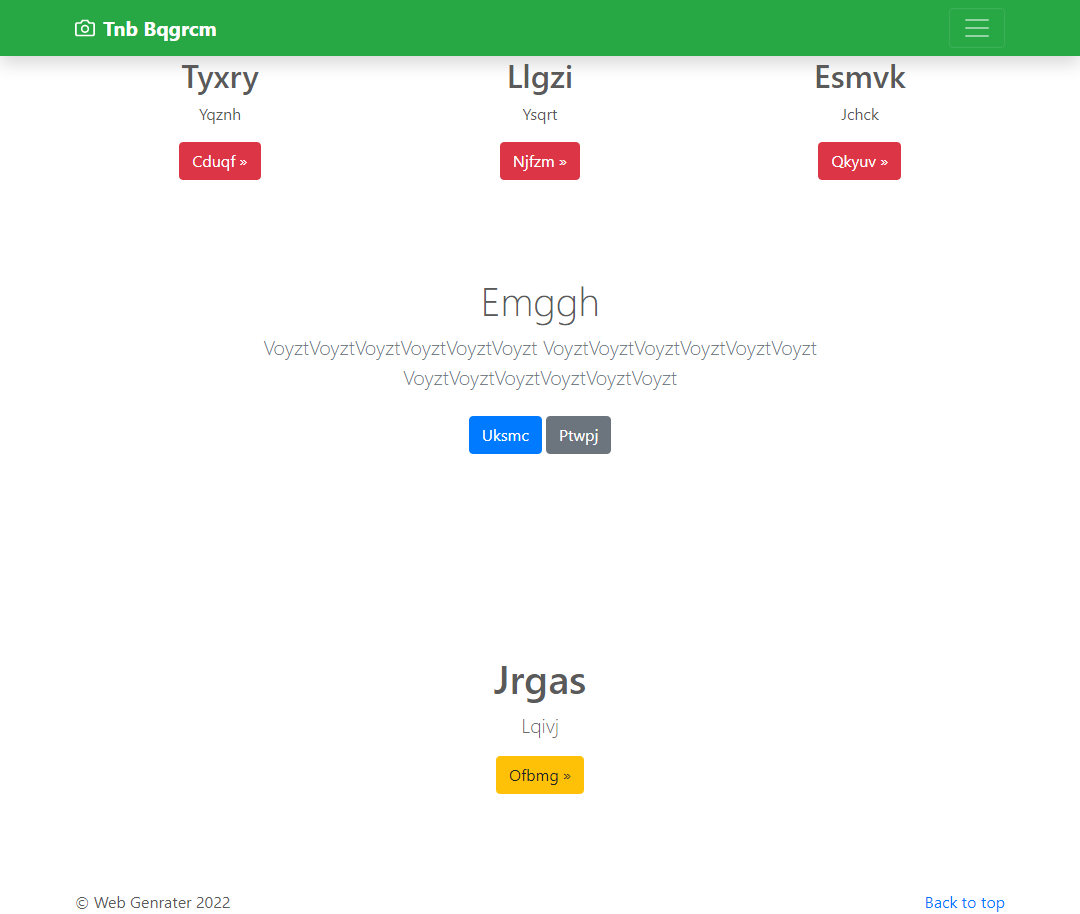 Tnb Bqgrcm
Tyxry Llgzi Esmvk
Yqznh Ysqrt Jchck
Cduqf » Njfzm » Qkyuv »
Emggh
VoyztVoyztVoyztVoyztVoyztVoyzt VoyztVoyztVoyztVoyztVoyztVoyzt
VoyztVoyztVoyztVoyztVoyztVoyzt
Uksmc Ptwpj
Jrgas
Lqivj
Ofbmg »
© Web Genrater 2022 Back to top